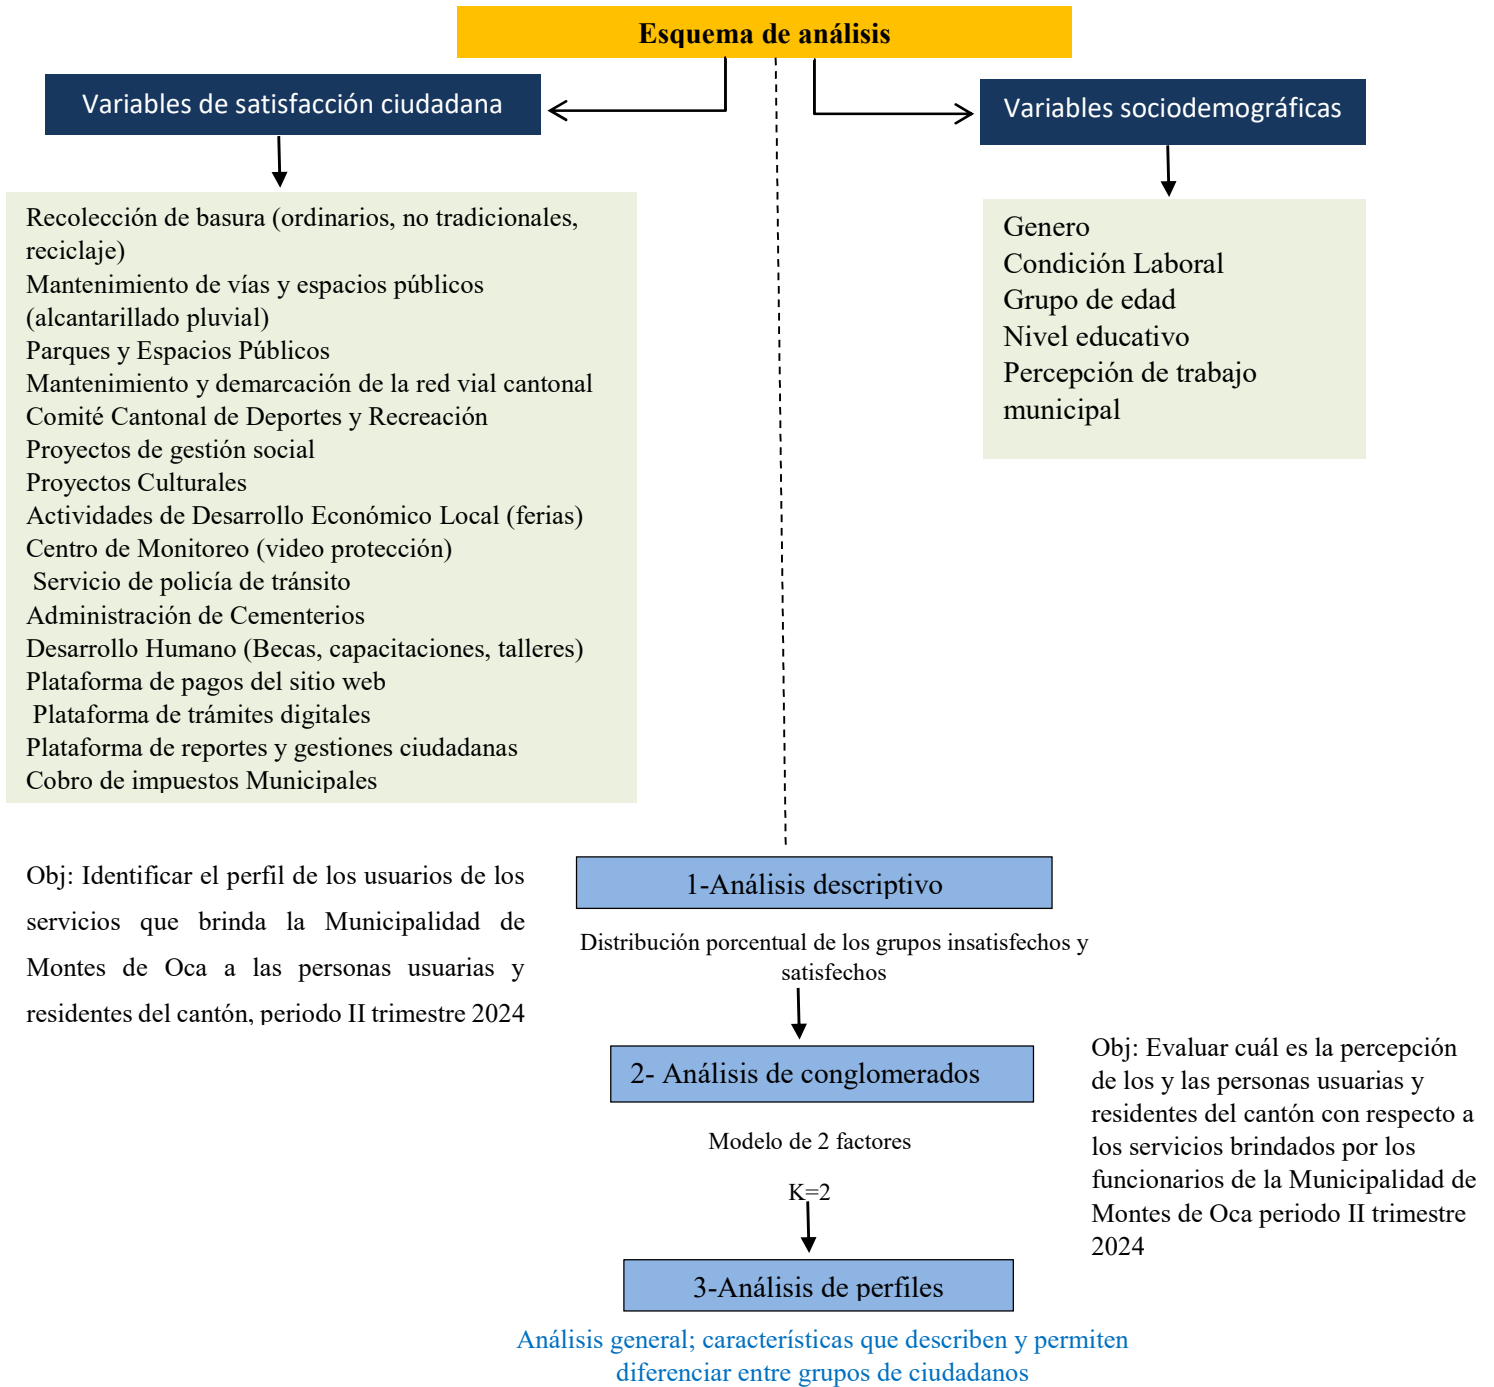 Esquema de análisis
Variables de satisfacción ciudadana
Variables sociodemográficas
Recolección de basura (ordinarios, no tradicionales,
reciclaje)
Mantenimiento de vías y espacios públicos
(alcantarillado pluvial)
Parques y Espacios Públicos
Mantenimiento y demarcación de la red vial cantonal
Comité Cantonal de Deportes y Recreación
Proyectos de gestión social
Proyectos Culturales
Actividades de Desarrollo Económico Local (ferias)
Centro de Monitoreo (video protección)
Servicio de policía de tránsito
Administración de Cementerios
Desarrollo Humano (Becas, capacitaciones, talleres)
Plataforma de pagos del sitio web
Plataforma de trámites digitales
Plataforma de reportes y gestiones ciudadanas
Cobro de impuestos Municipales
Genero
Condición Laboral
Grupo de edad
Nivel educativo
Percepción de trabajo
municipal
Obj: Identificar el perfil de los usuarios de los
servicios que brinda la Municipalidad de
Montes de Oca a las personas usuarias y
residentes del cantón, periodo II trimestre 2024
1-Análisis descriptivo
Distribución porcentual de los grupos insatisfechos y
satisfechos
2- Análisis de conglomerados
Modelo de 2 factores
K=2
Obj: Evaluar cuál es la percepción
de los y las personas usuarias y
residentes del cantón con respecto a
los servicios brindados por los
funcionarios de la Municipalidad de
Montes de Oca periodo II trimestre
2024
3-Análisis de perfiles
Análisis general; características que describen y permiten
diferenciar entre grupos de ciudadanos